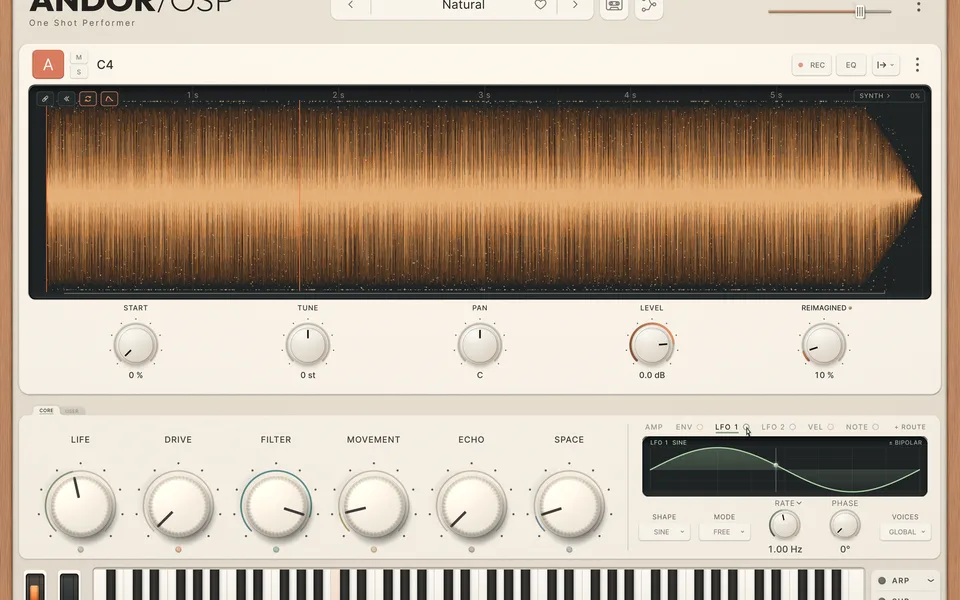 ANDOR/OSP
One Shot Performer
Natural
A
M
S
C4
REC
EQ
1 s
2 s
3 s
4 s
5 s
SYNTH >
0%
START
TUNE
PAN
LEVEL
REIMAGINED
0 %
0 st
C
0.0 dB
10 %
CORE
LIFE
DRIVE
FILTER
MOVEMENT
ECHO
SPACE
AMP
ENV
LFO 1
LFO 2
VEL
NOTE
+ ROUTE
LFO 1 SINE
± BIPOLAR
SHAPE
MODE
RATE
PHASE
VOICES
SINE
FREE
GLOBAL
1.00 Hz
0°
ARP